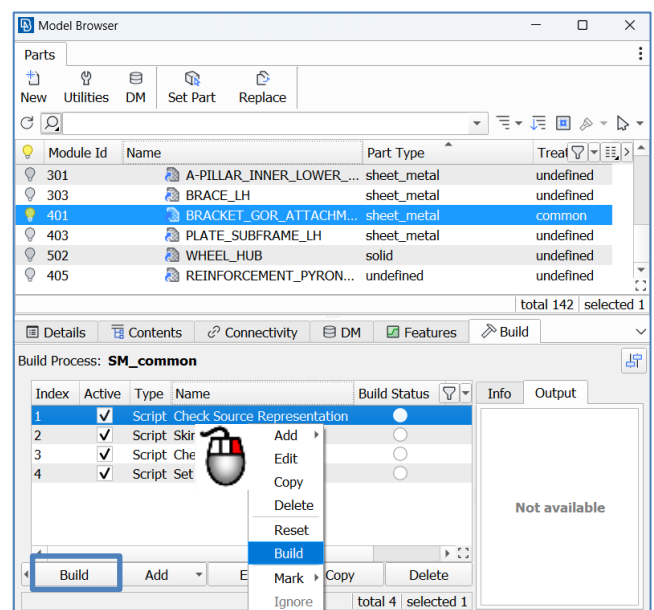 Model Browser
Parts
New Utilities DM Set Part Replace
Module Id Name Part Type Treat
301 A-PILLAR_INNER_LOWER_... sheet_metal undefined
303 BRACE_LH sheet_metal undefined
401 BRACKET_GOR_ATTACHM... sheet_metal common
403 PLATE_SUBFRAME_LH sheet_metal undefined
502 WHEEL_HUB solid undefined
405 REINFORCEMENT_PYRON... undefined undefined
total 142 selected 1
Details Contents Connectivity DM Features Build
Build Process: SM_common
Index Active Type Name Build Status Info Output
1 Script Check Source Representation
2 Script Skin Add
3 Script Che Edit
4 Script Set Copy
Delete
Not available
Reset
Build
Build Add E Mark Copy Delete
Ignore total 4 selected 1